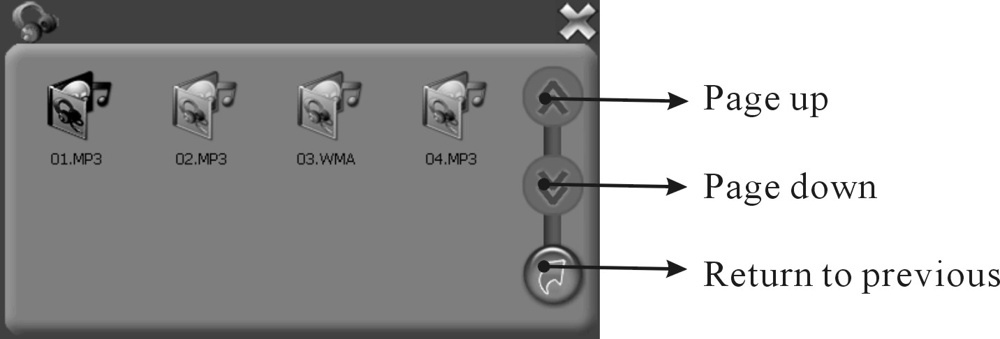 01.MP3 02.MP3 03.WMA 04.MP3
Page up
Page down
Return to previous